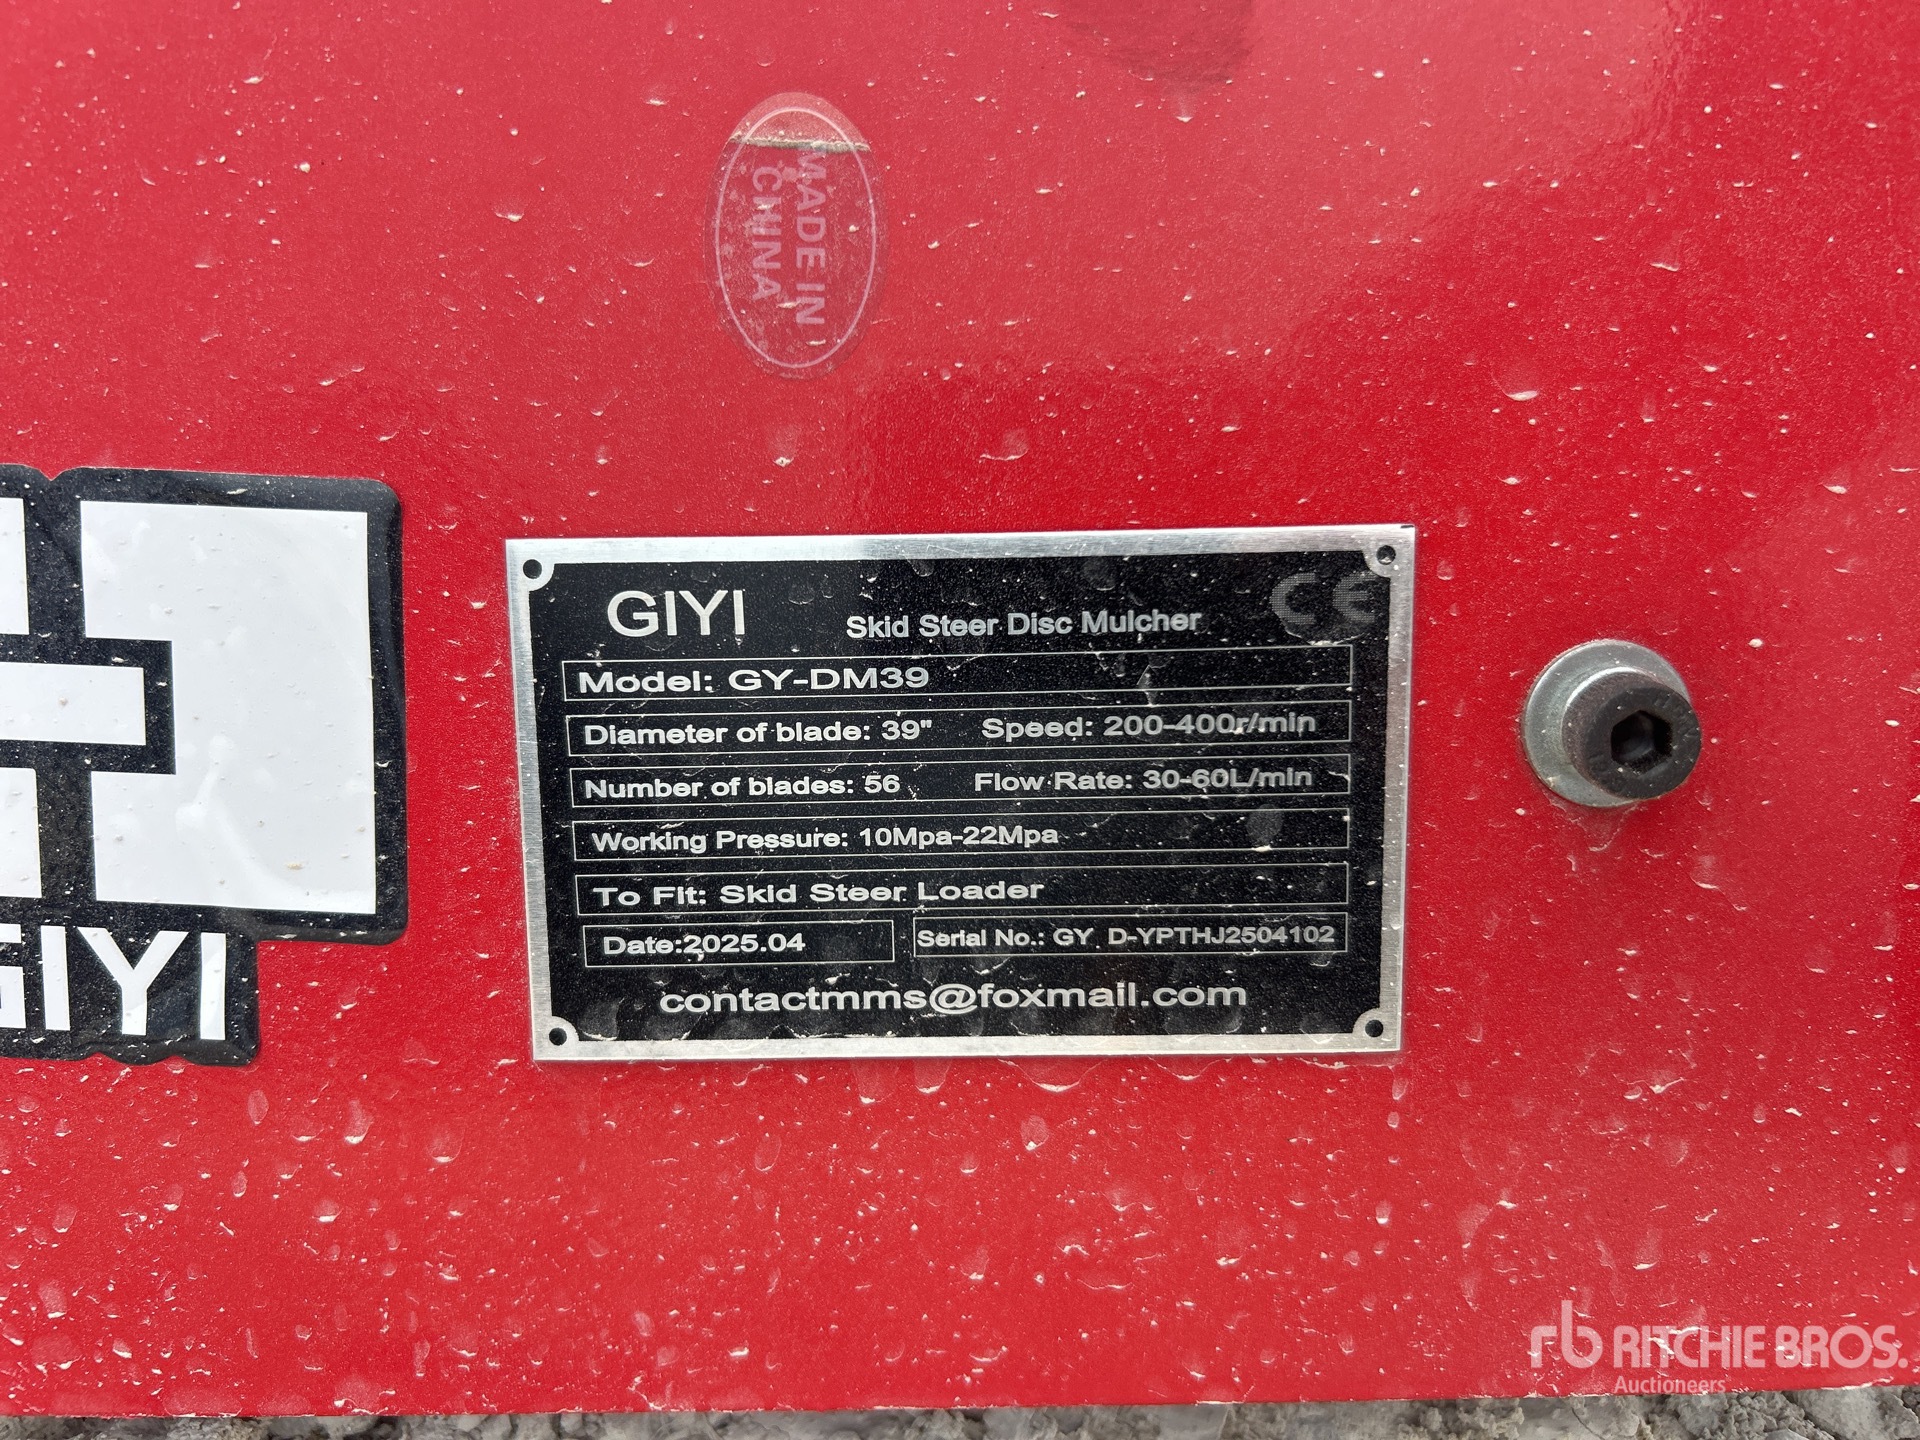 MADE IN
CHINA
GIYI
GIYI Skid Steer Disc Mulcher CE
Model: GY-DM39
Diameter of blade: 39" Speed: 200-400r/min
Number of blades: 56 Flow Rate: 30-60L/min
Working Pressure: 10Mpa-22Mpa
To Fit: Skid Steer Loader
Date:2025.04 Serial No.: GY D-YPTHJ2504102
contactmms@foxmail.com
rb RITCHIE BROS.
Auctioneers